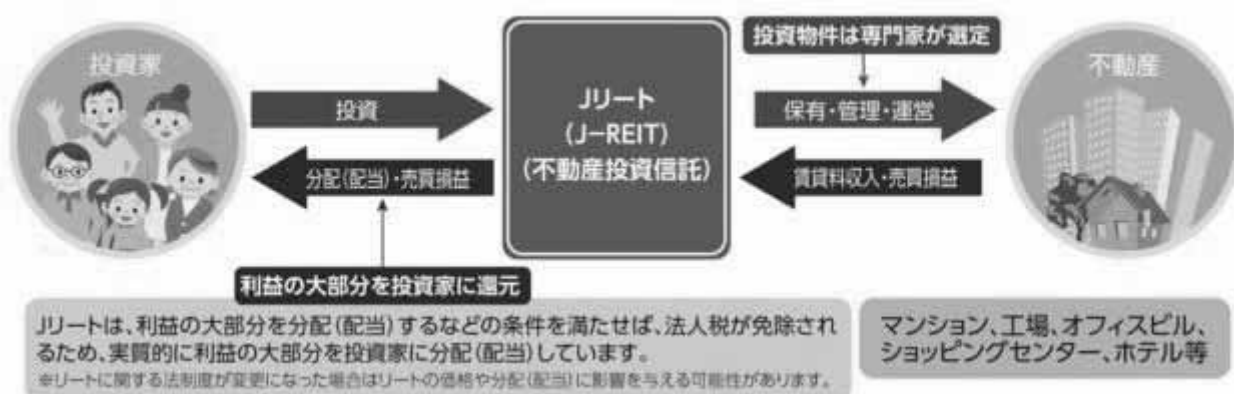 投資家
投資
分配(配当)・売買損益
利益の大部分を投資家に還元
Jリート
(J-REIT)
(不動産投資信託)
投資物件は専門家が選定
保有・管理・運営
賃貸料収入・売買損益
不動産
Jリートは、利益の大部分を分配(配当)するなどの条件を満たせば、法人税が免除され
るため、実質的に利益の大部分を投資家に分配(配当)しています。
※リートに関する法制度が変更になった場合はリートの価格や分配(配当)に影響を与える可能性があります。
マンション、工場、オフィスビル、
ショッピングセンター、ホテル等